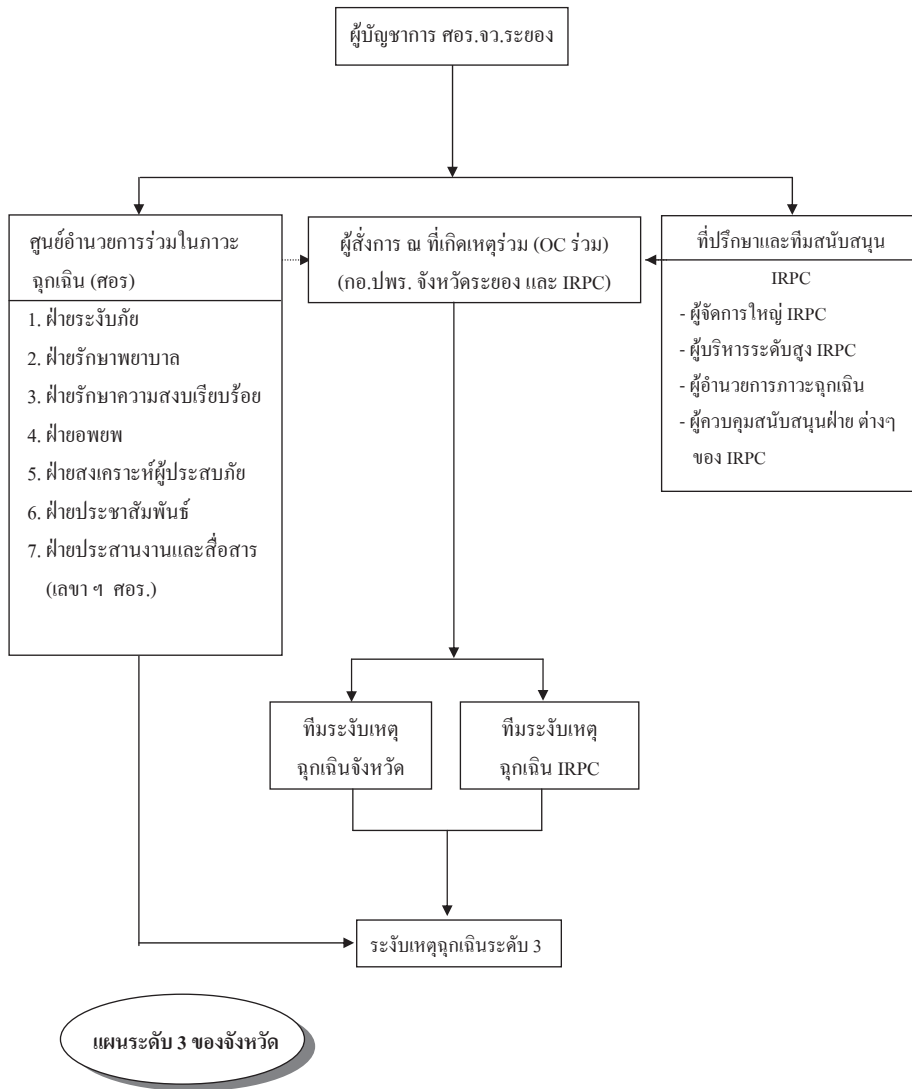 ผู้บัญชาการ ศอร.จว.ระยอง
ศูนย์อำนวยการร่วมในภาวะ
ฉุกเฉิน (ศอร)
1. ฝ่ายระงับภัย
2. ฝ่ายรักษาพยาบาล
3. ฝ่ายรักษาความสงบเรียบร้อย
4. ฝ่ายอพยพ
5. ฝ่ายสงเคราะห์ผู้ประสบภัย
6. ฝ่ายประชาสัมพันธ์
7. ฝ่ายประสานงานและสื่อสาร
(เลขา ฯ ศอร.)
ผู้สั่งการ ณ ที่เกิดเหตุร่วม (OC ร่วม)
(กอ.ปพร. จังหวัดระยอง และ IRPC)
ที่ปรึกษาและทีมสนับสนุน
IRPC
- ผู้จัดการใหญ่ IRPC
- ผู้บริหารระดับสูง IRPC
- ผู้อำนวยการภาวะฉุกเฉิน
- ผู้ควบคุมสนับสนุนฝ่าย ต่างๆ
ของ IRPC
ทีมระงับเหตุ
ฉุกเฉินจังหวัด
ทีมระงับเหตุ
ฉุกเฉิน IRPC
ระงับเหตุฉุกเฉินระดับ 3
แผนระดับ 3 ของจังหวัด